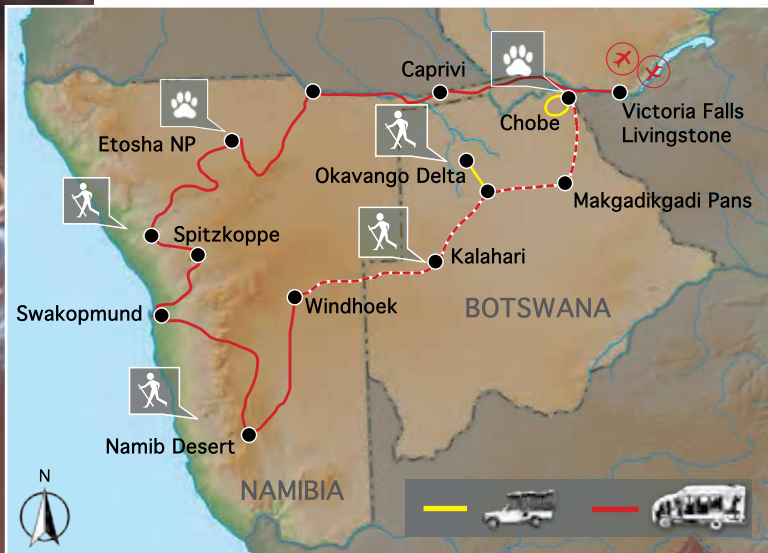 Caprivi
Etosha NP
Chobe
Victoria Falls
Livingstone
Okavango Delta
Makgadikgadi Pans
Spitzkoppe
Kalahari
Swakopmund
Windhoek
BOTSWANA
Namib Desert
NAMIBIA
N